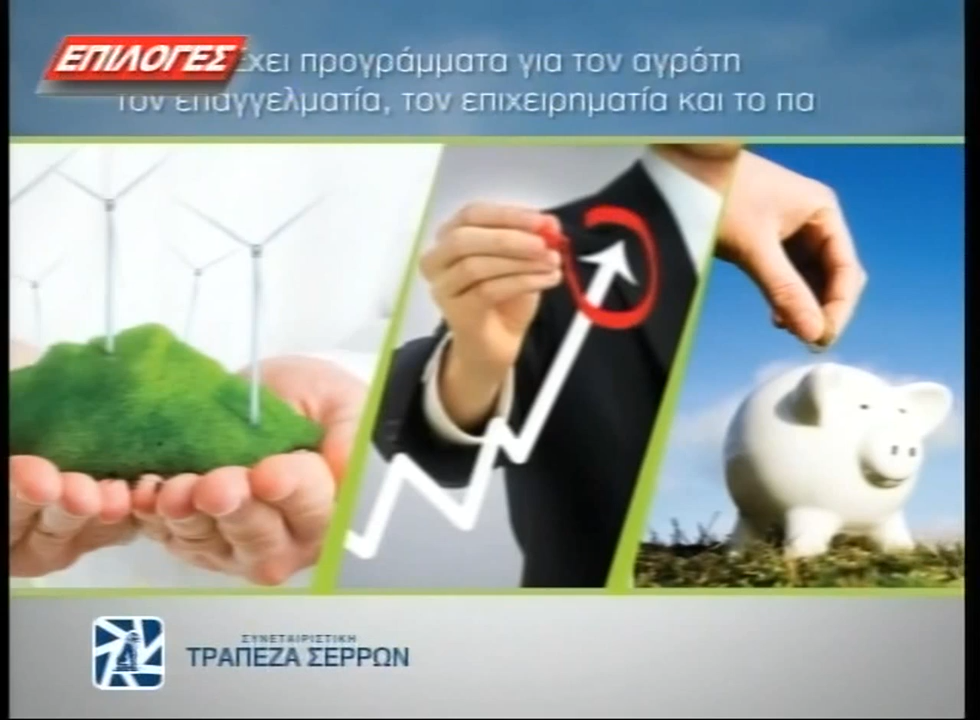 ΕΠΙΛΟΓΕΣ
έχει προγράμματα για τον αγρότη
τον επαγγελματία, τον επιχειρηματία και το πα
ΣΥΝΕΤΑΙΡΙΣΤΙΚΗ
ΤΡΑΠΕΖΑ ΣΕΡΡΩΝ